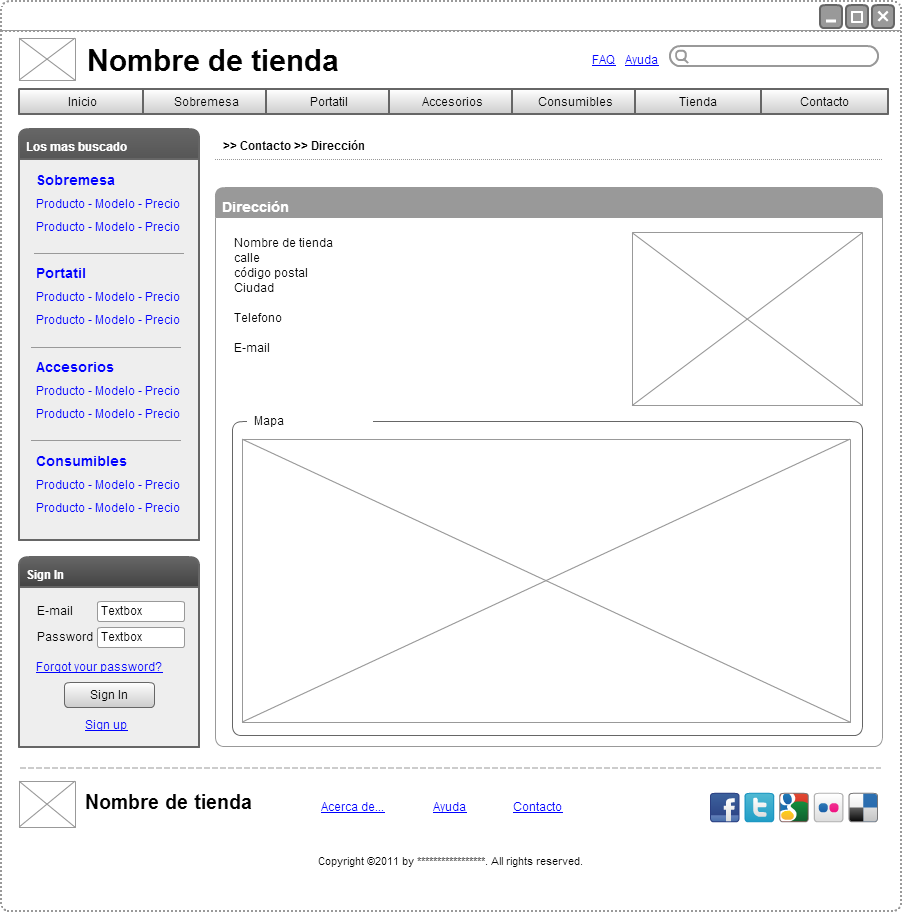 Nombre de tienda
FAQ Ayuda
Inicio Sobremesa Portatil Accesorios Consumibles Tienda Contacto
Los mas buscado
Sobremesa
Producto - Modelo - Precio
Producto - Modelo - Precio
Portatil
Producto - Modelo - Precio
Producto - Modelo - Precio
Accesorios
Producto - Modelo - Precio
Producto - Modelo - Precio
Consumibles
Producto - Modelo - Precio
Producto - Modelo - Precio
Sign In
E-mail Textbox
Password Textbox
Forgot your password?
Sign In
Sign up
>> Contacto >> Dirección
Dirección
Nombre de tienda
calle
código postal
Ciudad
Telefono
E-mail
Mapa
Nombre de tienda
Acerca de... Ayuda Contacto
Copyright ©2011 by *****************. All rights reserved.